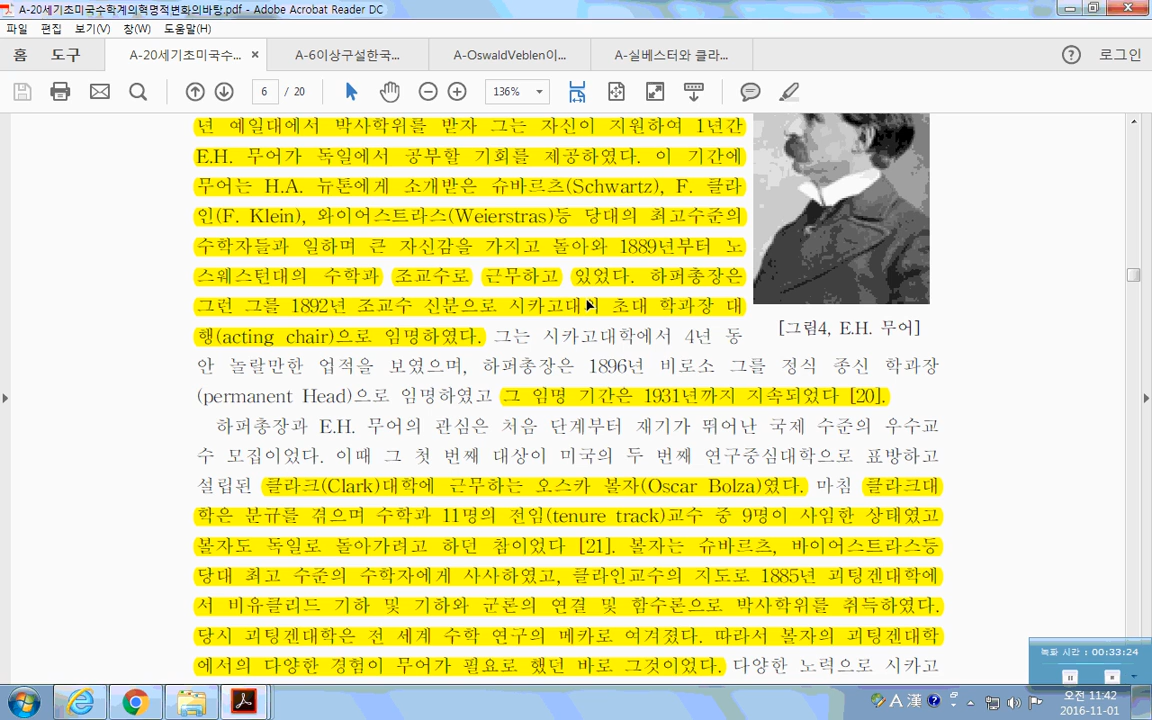 A-20세기초미국수학계의혁명적변화의바탕.pdf - Adobe Acrobat Reader DC
파일 편집 보기(V) 창(W) 도움말(H)
홈 도구 A-20세기초미국수... × A-6이상구설한국... A-OswaldVeblen이... A-실베스터와 클라... ? 로그인
6 / 20 136%
년 예일대에서 박사학위를 받자 그는 자신이 지원하여 1년간
E.H. 무어가 독일에서 공부할 기회를 제공하였다. 이 기간에
무어는 H.A. 뉴톤에게 소개받은 슈바르츠(Schwartz), F. 클라
인(F. Klein), 와이어스트라스(Weierstras)등 당대의 최고수준의
수학자들과 일하며 큰 자신감을 가지고 돌아와 1889년부터 노
스웨스턴대의 수학과 조교수로 근무하고 있었다. 하퍼총장은
그런 그를 1892년 조교수 신분으로 시카고대의 초대 학과장 대
행(acting chair)으로 임명하였다. 그는 시카고대학에서 4년 동
[그림4, E.H. 무어]
안 놀랄만한 업적을 보였으며, 하퍼총장은 1896년 비로소 그를 정식 종신 학과장
(permanent Head)으로 임명하였고 그 임명 기간은 1931년까지 지속되었다 [20].
하퍼총장과 E.H. 무어의 관심은 처음 단계부터 재기가 뛰어난 국제 수준의 우수교
수 모집이었다. 이때 그 첫 번째 대상이 미국의 두 번째 연구중심대학으로 표방하고
설립된 클라크(Clark)대학에 근무하는 오스카 볼자(Oscar Bolza)였다. 마침 클라크대
학은 분규를 겪으며 수학과 11명의 전임(tenure track)교수 중 9명이 사임한 상태였고
볼자도 독일로 돌아가려고 하던 참이었다 [21]. 볼자는 슈바르츠, 바이어스트라스등
당대 최고 수준의 수학자에게 사사하였고, 클라인교수의 지도로 1885년 괴팅겐대학에
서 비유클리드 기하 및 기하와 군론의 연결 및 함수론으로 박사학위를 취득하였다.
당시 괴팅겐대학은 전 세계 수학 연구의 메카로 여겨졌다. 따라서 볼자의 괴팅겐대학
에서의 다양한 경험이 무어가 필요로 했던 바로 그것이었다. 다양한 노력으로 시카고
녹화 시간 : 00:33:24
A 漢 ?
오전 11:42
2016-11-01